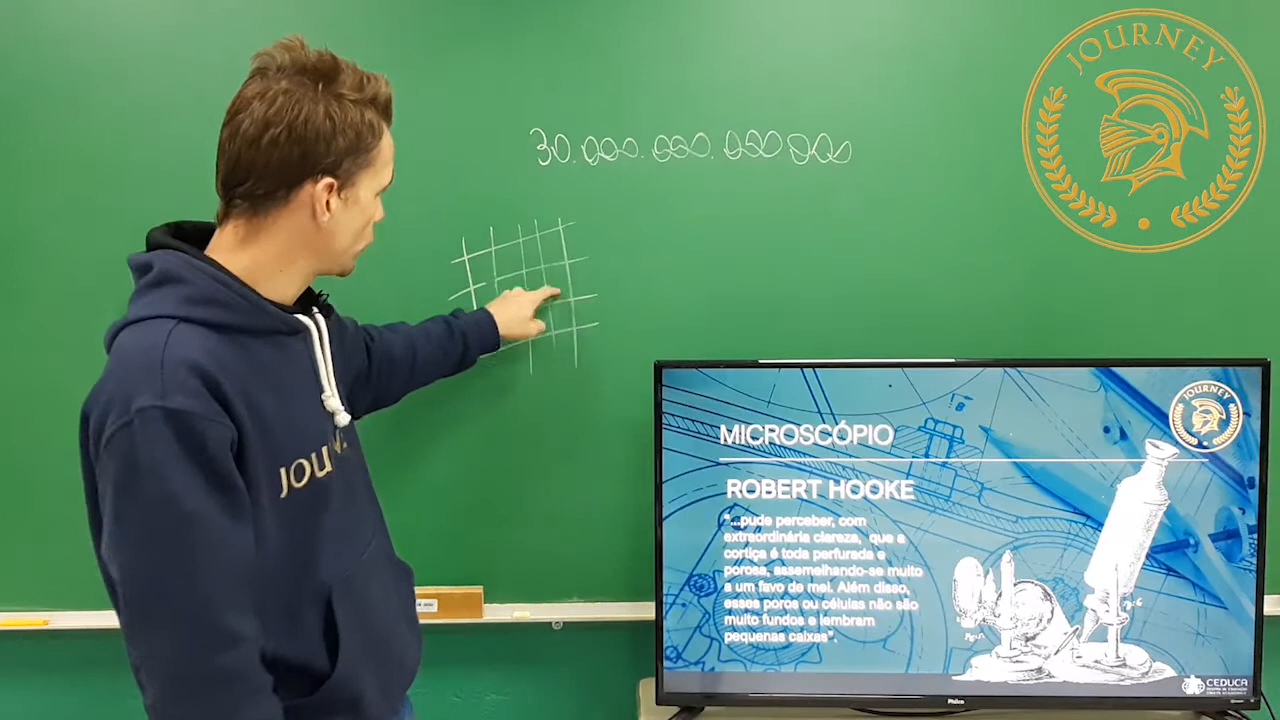 JOURNEY
30.000.000.000.000
JOU
JOURNEY
MICROSCÓPIO
ROBERT HOOKE
"...pude perceber, com
extraordinária clareza, que a
cortiça é toda perfurada e
porosa, assemelhando-se muito
a um favo de mel. Além disso,
esses poros ou células não são
muito fundos e lembram
pequenas caixas".
CEDUCA
Philco